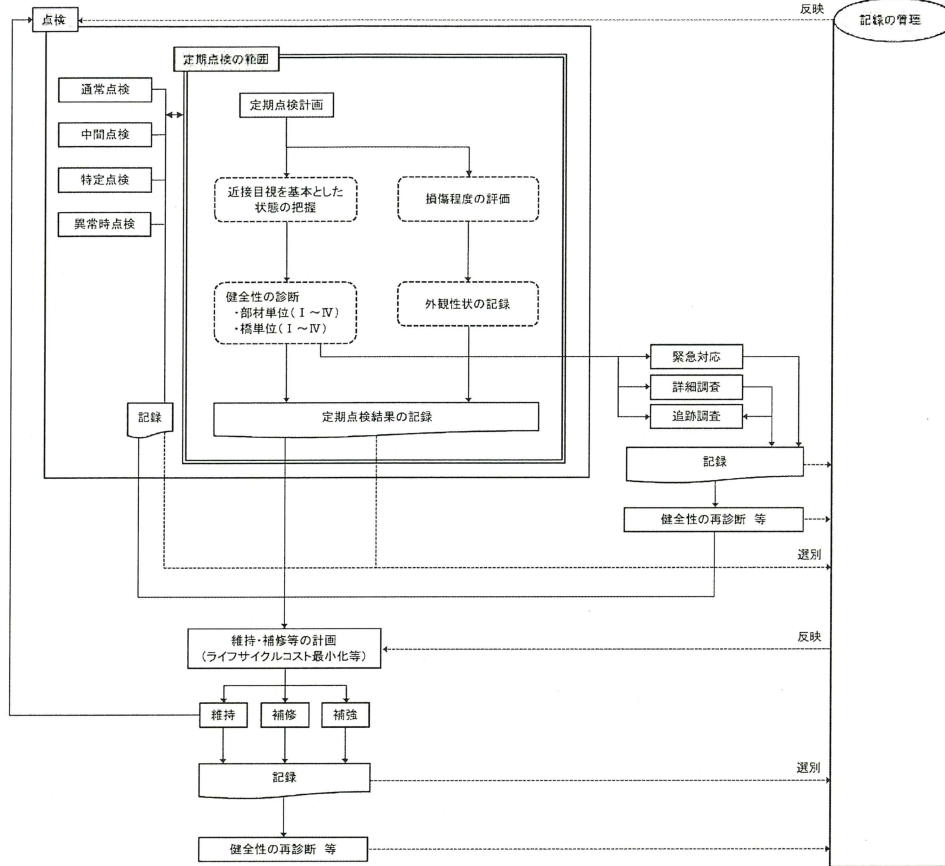 点検
反映
記録の管理
定期点検の範囲
通常点検
中間点検
特定点検
異常時点検
定期点検計画
近接目視を基本とした
状態の把握
損傷程度の評価
健全性の診断
・部材単位(Ⅰ～Ⅳ)
・橋単位(Ⅰ～Ⅳ)
外観性状の記録
緊急対応
詳細調査
追跡調査
記録
定期点検結果の記録
記録
健全性の再診断 等
選別
維持・補修等の計画
(ライフサイクルコスト最小化等)
反映
維持
補修
補強
記録
選別
健全性の再診断 等